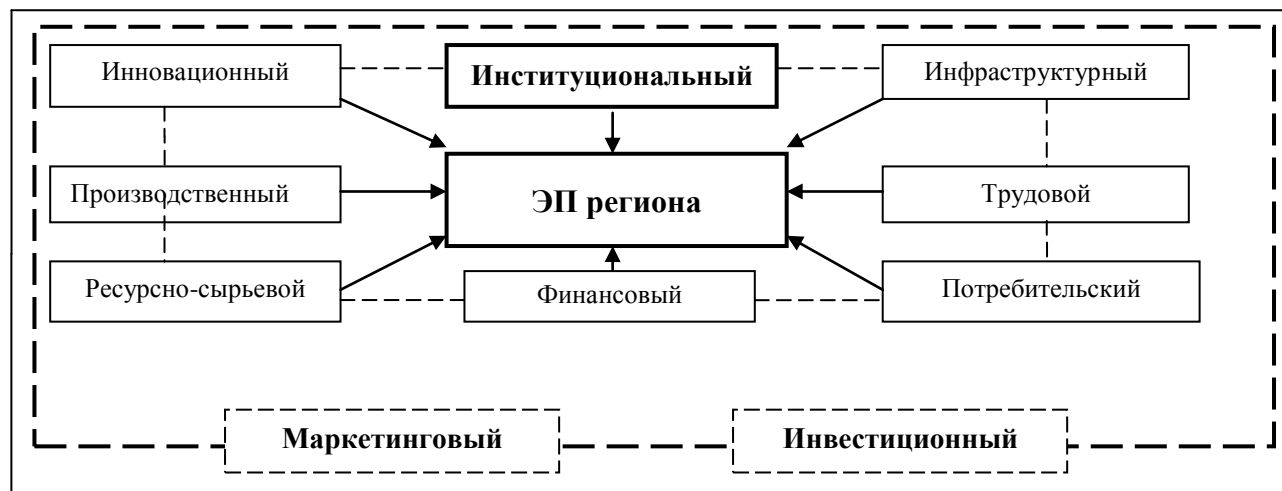 Инновационный
Институциональный
Инфраструктурный
Производственный
ЭП региона
Трудовой
Ресурсно-сырьевой
Финансовый
Потребительский
Маркетинговый
Инвестиционный